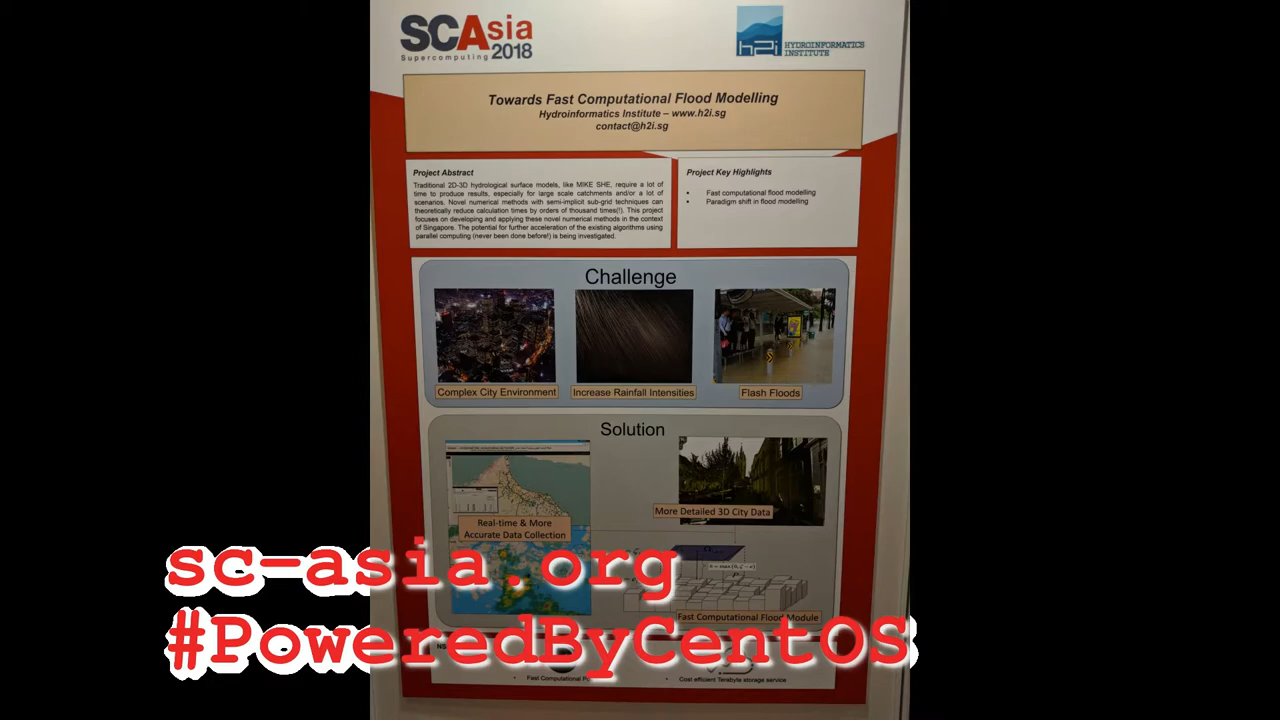 SCAsia
Supercomputing 2018
h2i HYDROINFORMATICS
INSTITUTE
Towards Fast Computational Flood Modelling
Hydroinformatics Institute – www.h2i.sg
contact@h2i.sg
Project Abstract
Traditional 2D-3D hydrological surface models, like MIKE SHE, require a lot of
time to produce results, especially for large scale catchments and/or a lot of
scenarios. Novel numerical methods with semi-implicit sub-grid techniques can
theoretically reduce calculation times by orders of thousand times(!). This project
focuses on developing and applying these novel numerical methods in the context
of Singapore. The potential for further acceleration of the existing algorithms using
parallel computing (never been done before!) is being investigated.
Project Key Highlights
• Fast computational flood modelling
• Paradigm shift in flood modelling
Challenge
Complex City Environment
Increase Rainfall Intensities
Flash Floods
Solution
Real-time & More
Accurate Data Collection
More Detailed 3D City Data
Fast Computational Flood Module
sc-asia.org
#PoweredByCentOS
• Fast Computational
• Cost efficient Terabyte storage service